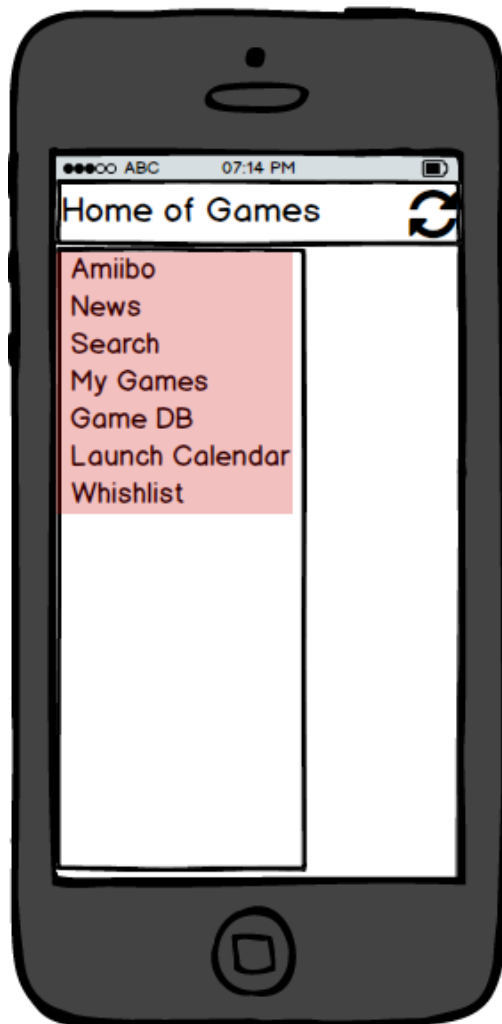 ABC 07:14 PM
Home of Games
Amiibo
News
Search
My Games
Game DB
Launch Calendar
Whishlist